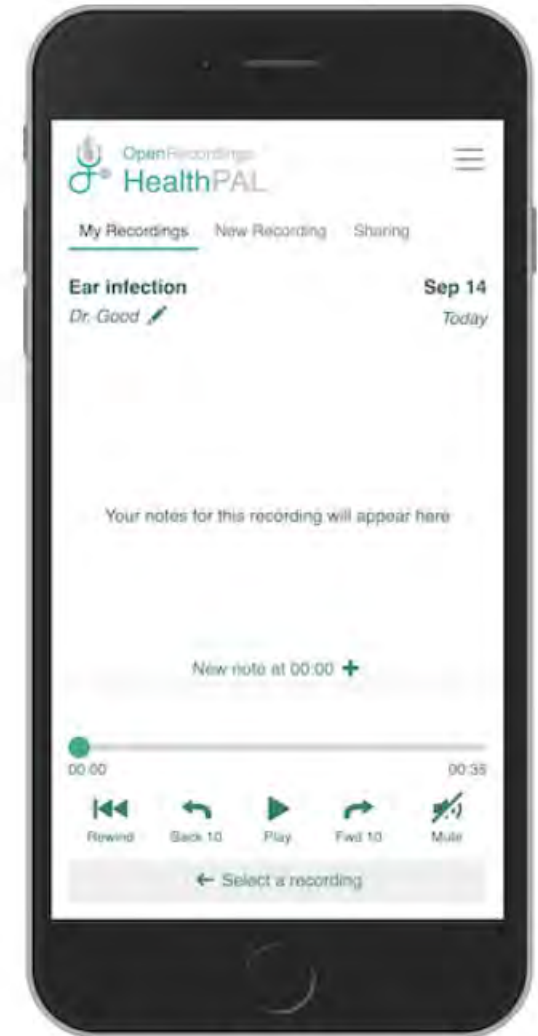 OpenRecordings
HealthPAL
My Recordings New Recording Sharing
Ear infection Sep 14
Dr. Good Today
Your notes for this recording will appear here
New note at 00:00 +
00:00 00:35
Rewind Back 10 Play Fwd 10 Mute
← Select a recording